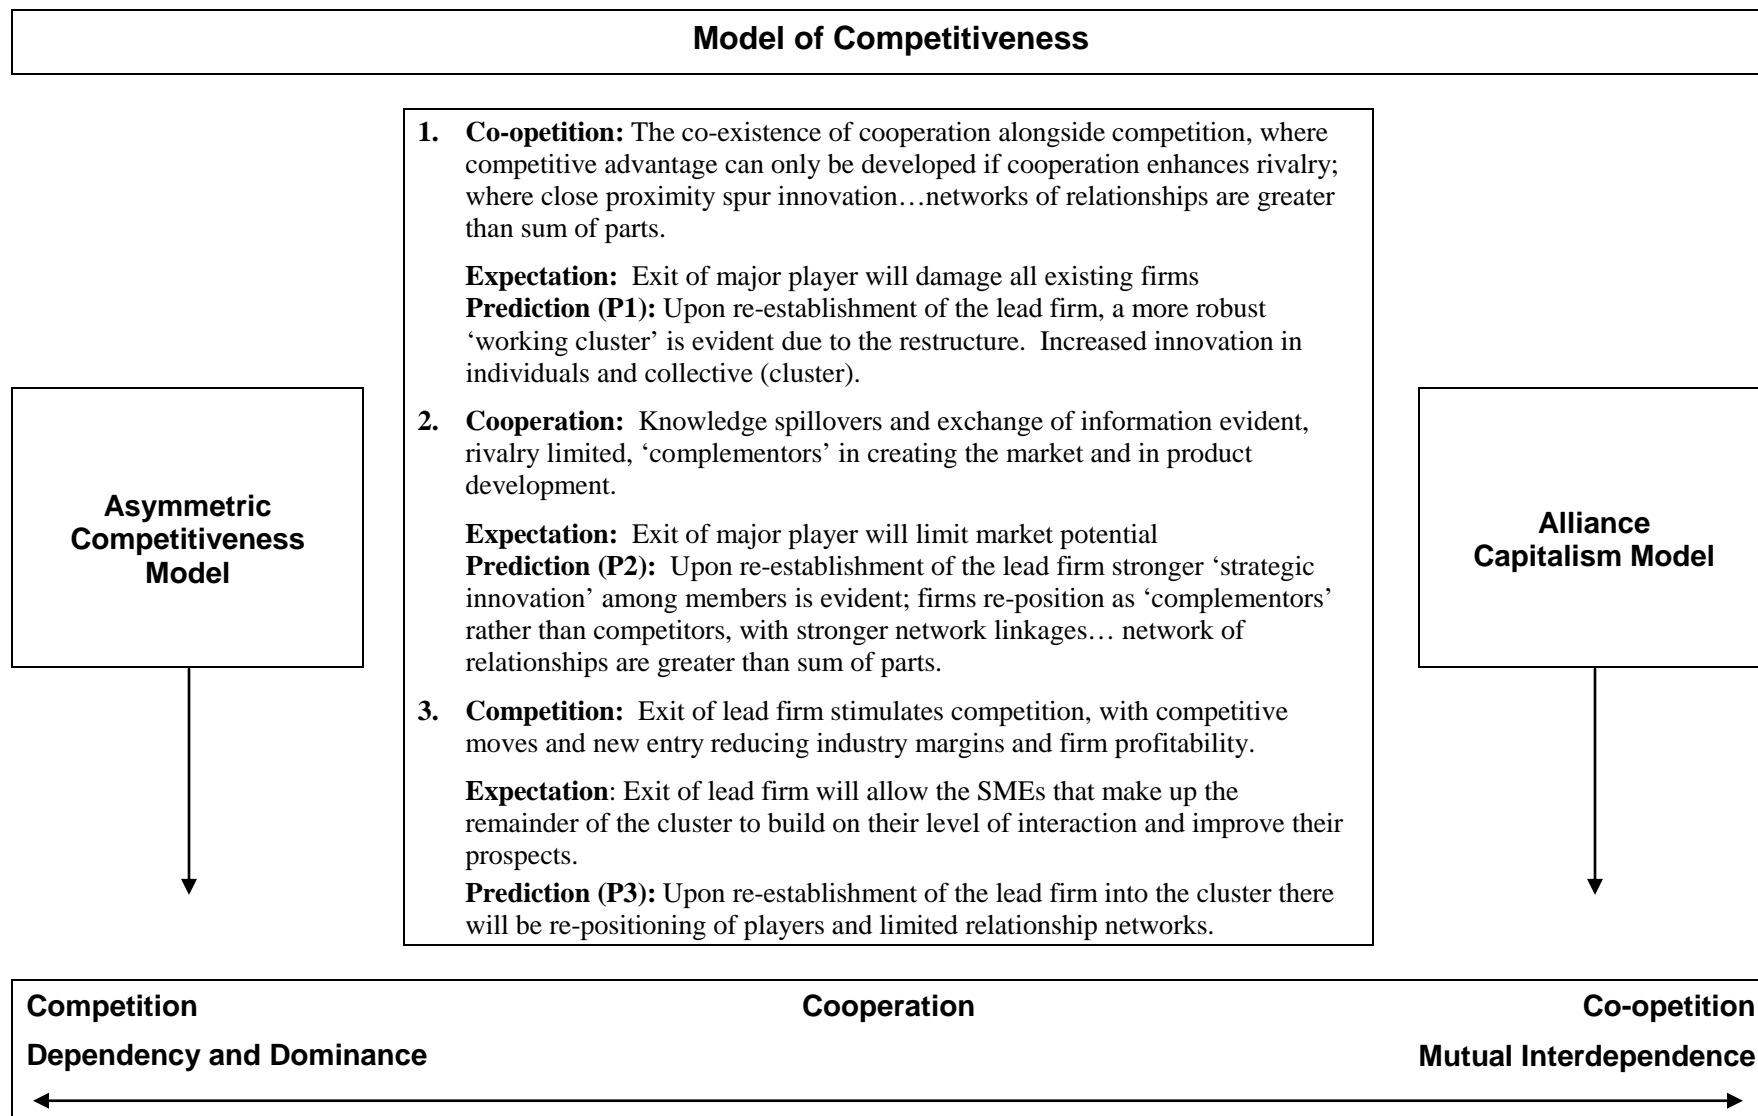 Model of Competitiveness
1. Co-opetition: The co-existence of cooperation alongside competition, where
competitive advantage can only be developed if cooperation enhances rivalry;
where close proximity spur innovation…networks of relationships are greater
than sum of parts.
Expectation: Exit of major player will damage all existing firms
Prediction (P1): Upon re-establishment of the lead firm, a more robust
‘working cluster’ is evident due to the restructure. Increased innovation in
individuals and collective (cluster).
2. Cooperation: Knowledge spillovers and exchange of information evident,
rivalry limited, ‘complementors’ in creating the market and in product
development.
Expectation: Exit of major player will limit market potential
Prediction (P2): Upon re-establishment of the lead firm stronger ‘strategic
innovation’ among members is evident; firms re-position as ‘complementors’
rather than competitors, with stronger network linkages… network of
relationships are greater than sum of parts.
3. Competition: Exit of lead firm stimulates competition, with competitive
moves and new entry reducing industry margins and firm profitability.
Expectation: Exit of lead firm will allow the SMEs that make up the
remainder of the cluster to build on their level of interaction and improve their
prospects.
Prediction (P3): Upon re-establishment of the lead firm into the cluster there
will be re-positioning of players and limited relationship networks.
Asymmetric
Competitiveness
Model
Alliance
Capitalism Model
Competition Cooperation Co-opetition
Dependency and Dominance Mutual Interdependence